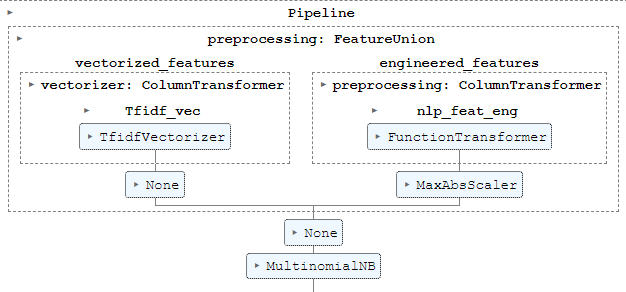 Pipeline
preprocessing: FeatureUnion
vectorized_features
engineered_features
vectorizer: ColumnTransformer
preprocessing: ColumnTransformer
Tfidf_vec
nlp_feat_eng
TfidfVectorizer
FunctionTransformer
None
MaxAbsScaler
None
MultinomialNB